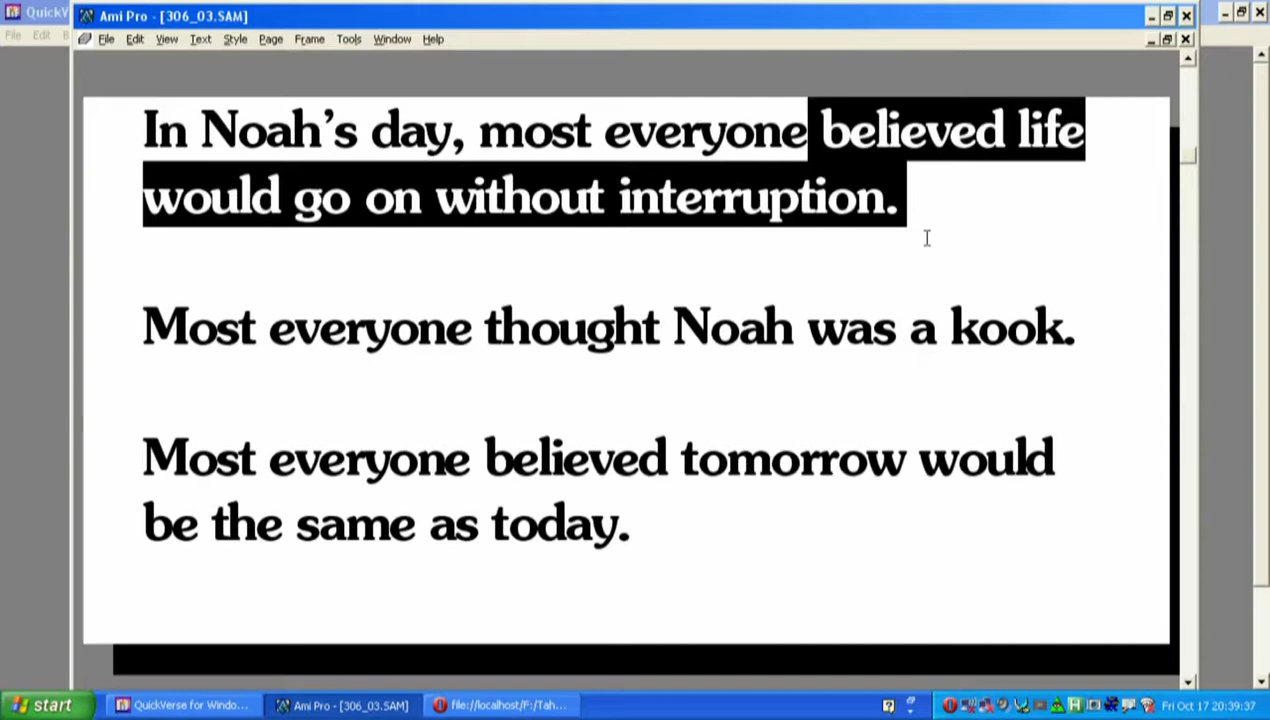 QuickV
Ami Pro - [306_03.SAM]
File Edit B
File Edit View Text Style Page Frame Tools Window Help
In Noah's day, most everyone believed life
would go on without interruption.
Most everyone thought Noah was a kook.
Most everyone believed tomorrow would
be the same as today.
start QuickVerse for Windo... Ami Pro - [306_03.SAM] file://localhost/F:/Tah... Fri Oct 17 20:39:37